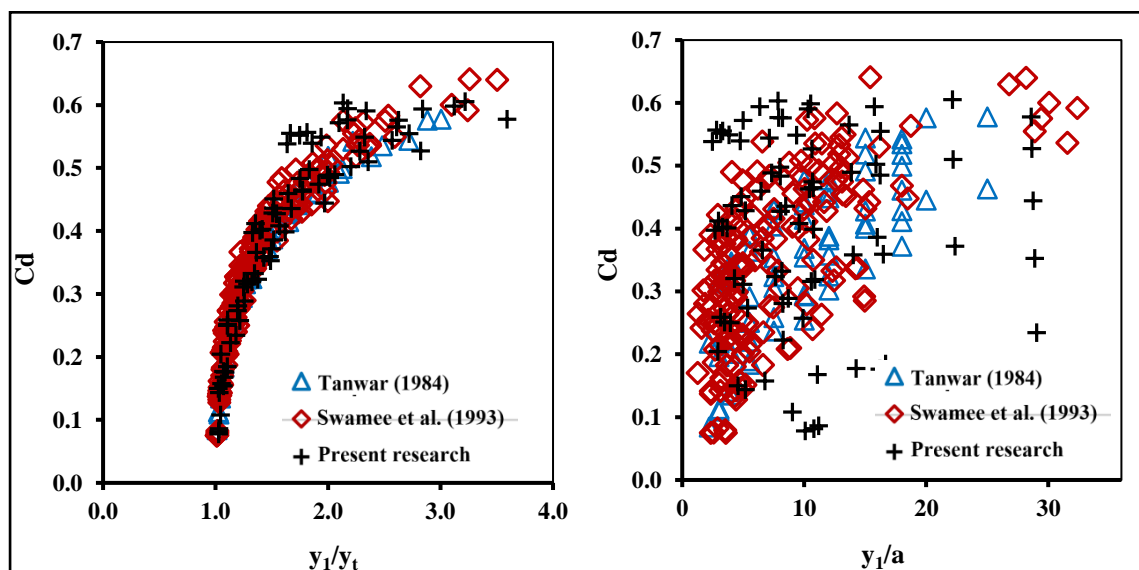 0.7
0.6
0.5
0.4
0.3
0.2
0.1
0.0
Cd
0.0 1.0 2.0 3.0 4.0
y1/yt
Tanwar (1984)
Swamee et al. (1993)
Present research
0.7
0.6
0.5
0.4
0.3
0.2
0.1
0.0
Cd
0 10 20 30
y1/a
Tanwar (1984)
Swamee et al. (1993)
Present research